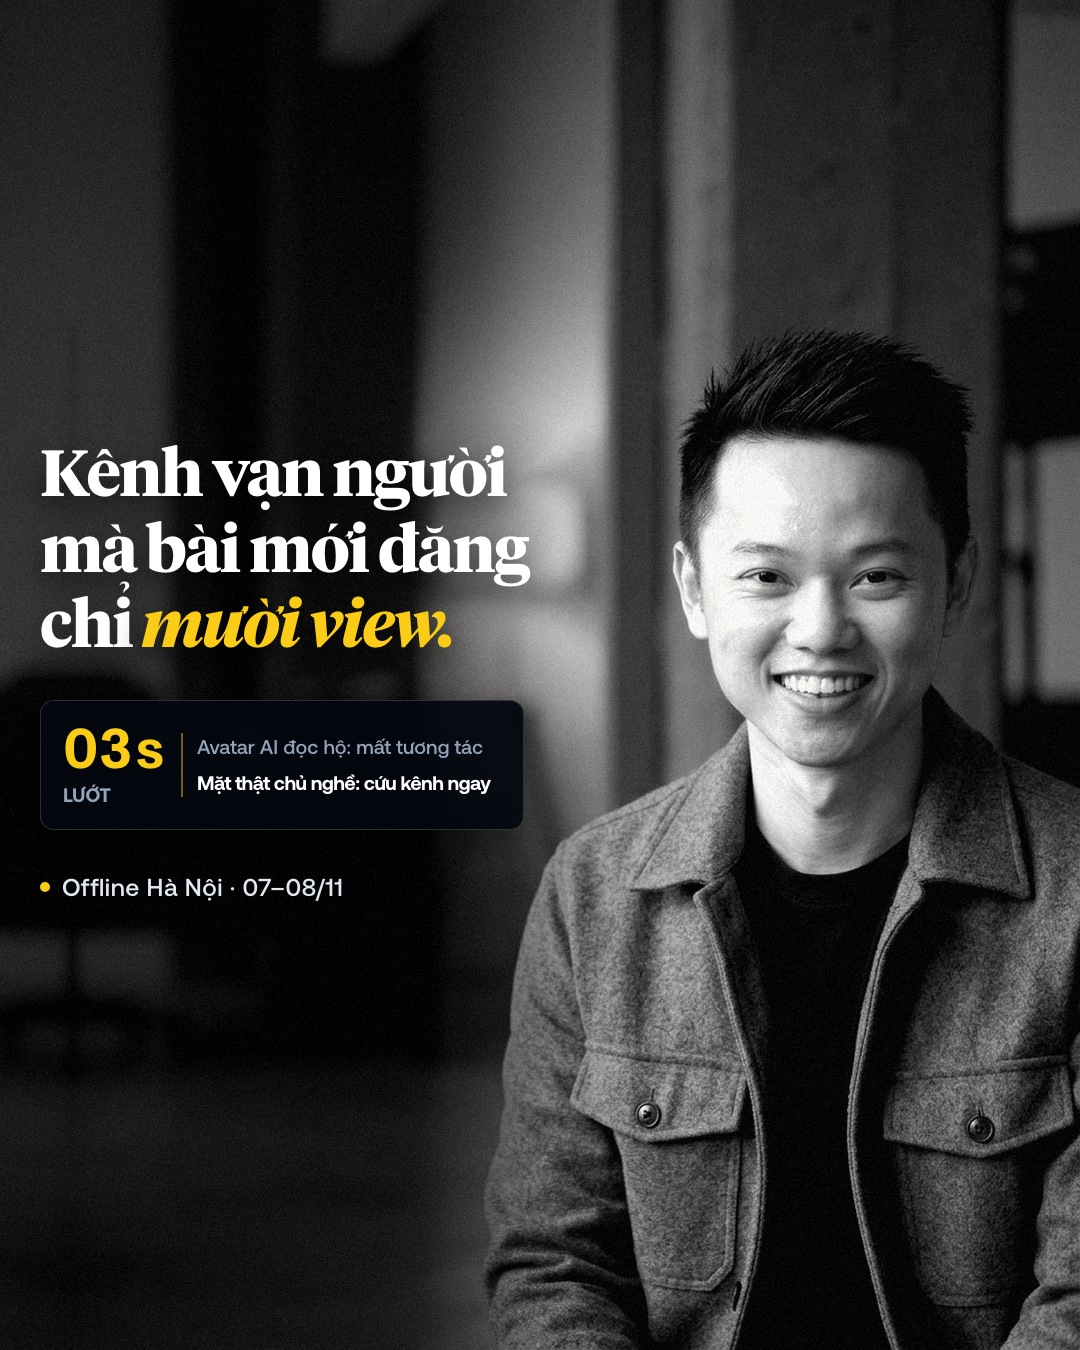 Kênh vạn người
mà bài mới đăng
chỉ mười view.
03s
LƯỚT
Avatar AI đọc hộ: mất tương tác
Mặt thật chủ nghề: cứu kênh ngay
Offline Hà Nội · 07–08/11